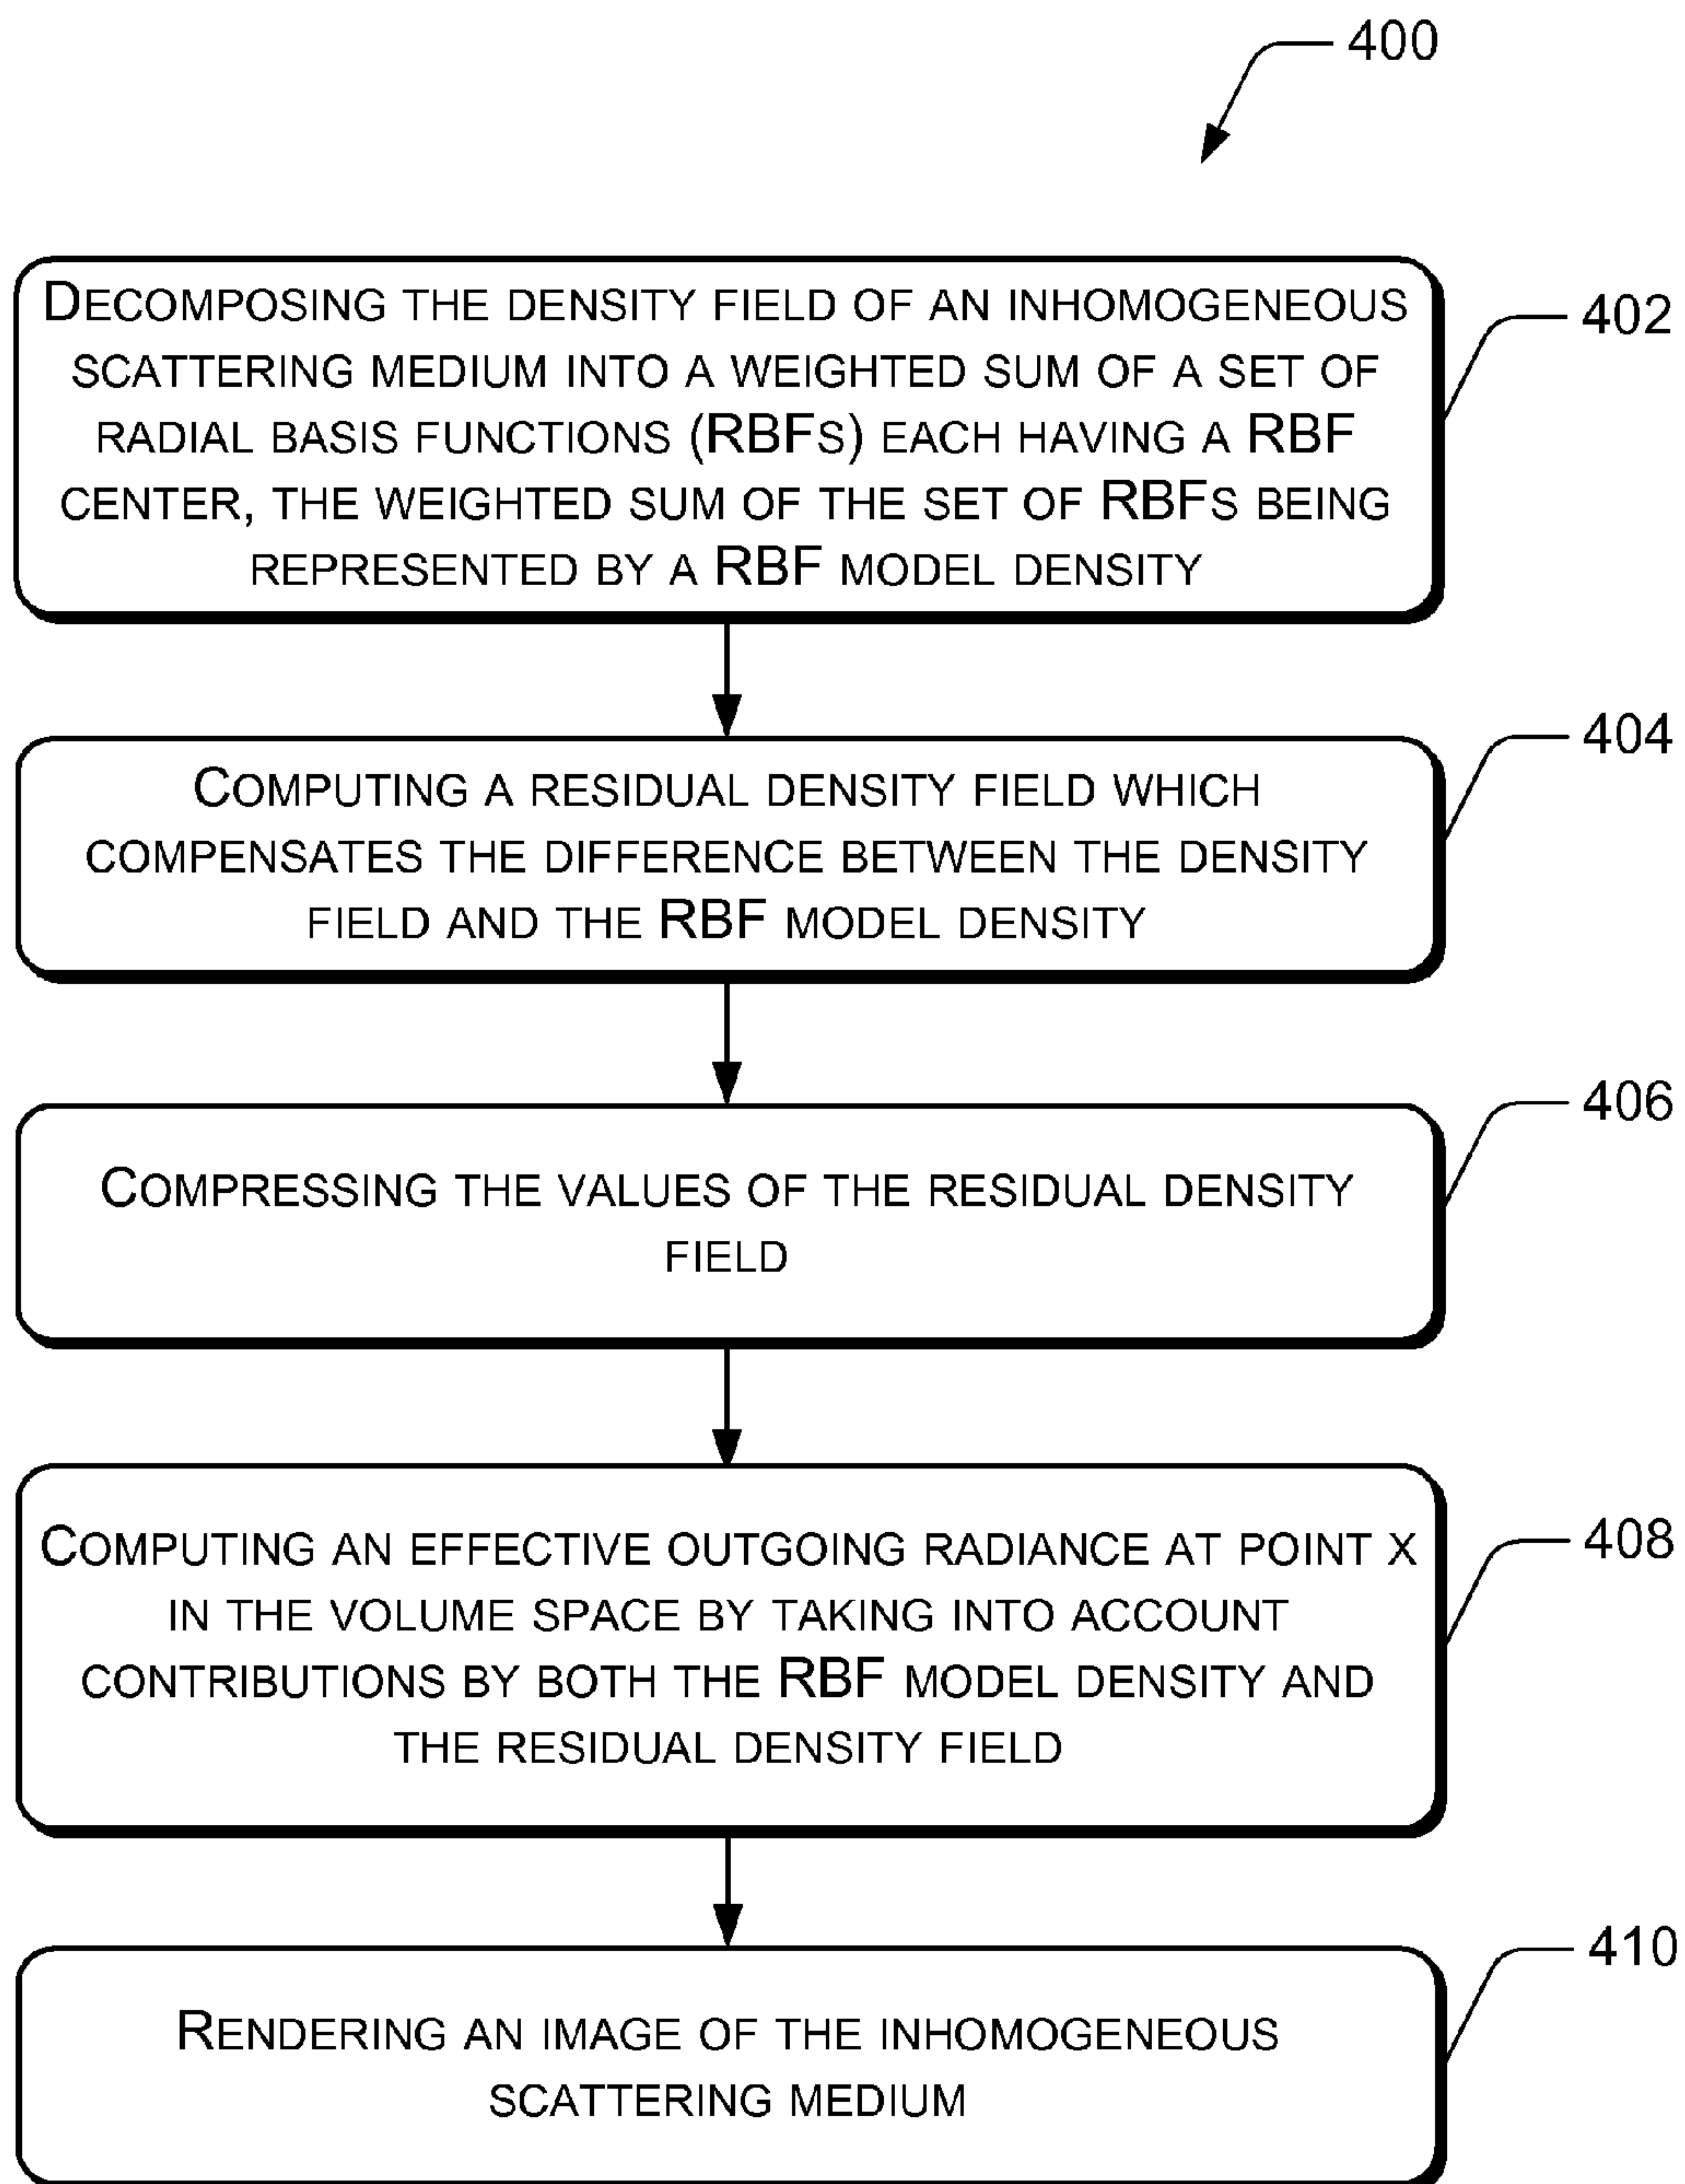 400
DECOMPOSING THE DENSITY FIELD OF AN INHOMOGENEOUS
SCATTERING MEDIUM INTO A WEIGHTED SUM OF A SET OF
RADIAL BASIS FUNCTIONS (RBFS) EACH HAVING A RBF
CENTER, THE WEIGHTED SUM OF THE SET OF RBFS BEING
REPRESENTED BY A RBF MODEL DENSITY
402
COMPUTING A RESIDUAL DENSITY FIELD WHICH
COMPENSATES THE DIFFERENCE BETWEEN THE DENSITY
FIELD AND THE RBF MODEL DENSITY
404
COMPRESSING THE VALUES OF THE RESIDUAL DENSITY
FIELD
406
COMPUTING AN EFFECTIVE OUTGOING RADIANCE AT POINT X
IN THE VOLUME SPACE BY TAKING INTO ACCOUNT
CONTRIBUTIONS BY BOTH THE RBF MODEL DENSITY AND
THE RESIDUAL DENSITY FIELD
408
RENDERING AN IMAGE OF THE INHOMOGENEOUS
SCATTERING MEDIUM
410